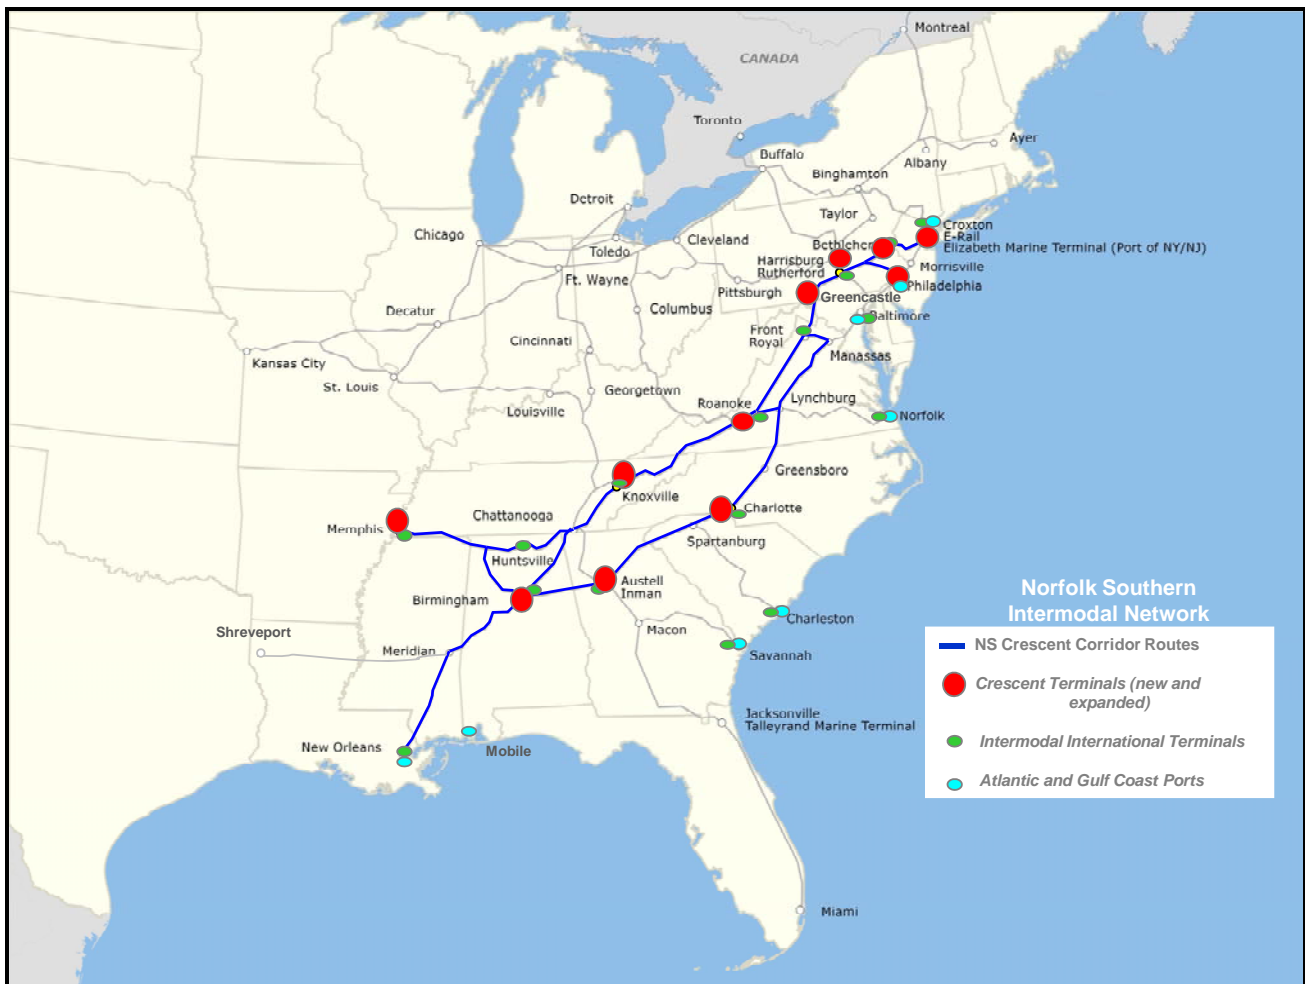 Montreal
CANADA
Toronto
Ayer
Buffalo
Albany
Binghamton
Detroit
Taylor
Chicago
Cleveland
Toledo
Croxton
E-Rail
Elizabeth Marine Terminal (Port of NY/NJ)
Bethlehem
Harrisburg
Rutherford
Morrisville
Ft. Wayne
Philadelphia
Pittsburgh
Greencastle
Decatur
Columbus
Baltimore
Front
Royal
Cincinnati
Manassas
Kansas City
St. Louis
Georgetown
Roanoke
Lynchburg
Louisville
Norfolk
Greensboro
Knoxville
Charlotte
Chattanooga
Memphis
Spartanburg
Huntsville
Austell
Inman
Birmingham
Charleston
Shreveport
Macon
Meridian
Savannah
Jacksonville
Talleyrand Marine Terminal
New Orleans
Mobile
Miami
Norfolk Southern
Intermodal Network
NS Crescent Corridor Routes
Crescent Terminals (new and
expanded)
Intermodal International Terminals
Atlantic and Gulf Coast Ports